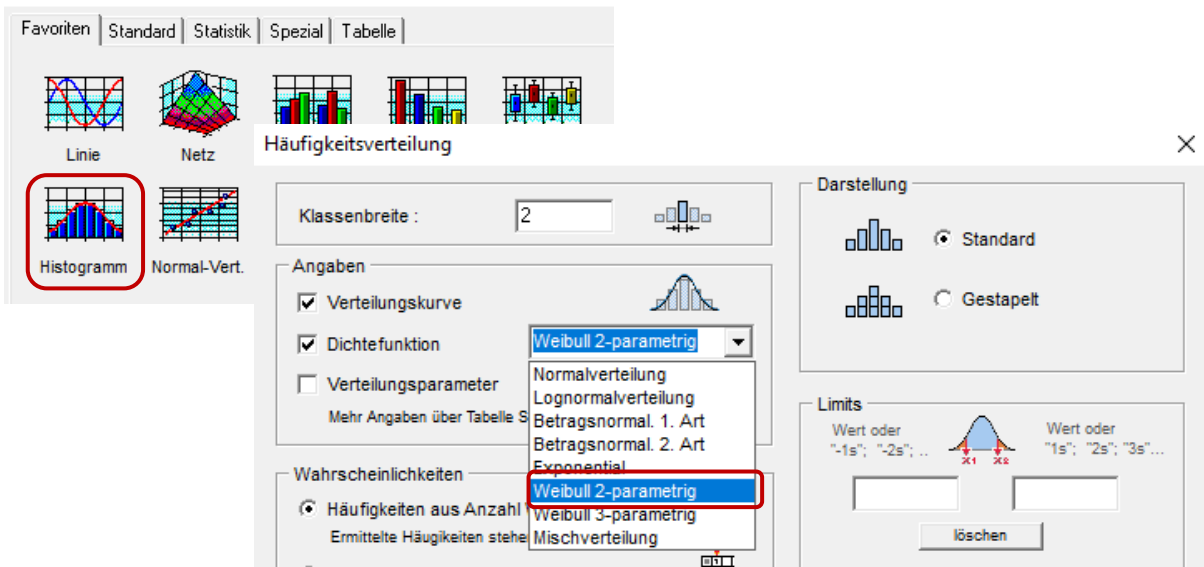 Favoriten Standard Statistik Spezial Tabelle
Linie Netz
Histogramm Normal-Vert.
Häufigkeitsverteilung
Klassenbreite : 2
Angaben
Verteilungskurve
Dichtefunktion Weibull 2-parametrig
Verteilungsparameter
Mehr Angaben über Tabelle S
Normalverteilung
Lognormalverteilung
Betragsnormal. 1. Art
Betragsnormal. 2. Art
Exponential
Weibull 2-parametrig
Weibull 3-parametrig
Mischverteilung
Wahrscheinlichkeiten
Häufigkeiten aus Anzahl
Ermittelte Häugikeiten stehe
Darstellung
Standard
Gestapelt
Limits
Wert oder
"-1s"; "-2s"; ..
x1 x2
Wert oder
"1s"; "2s"; "3s"...
löschen